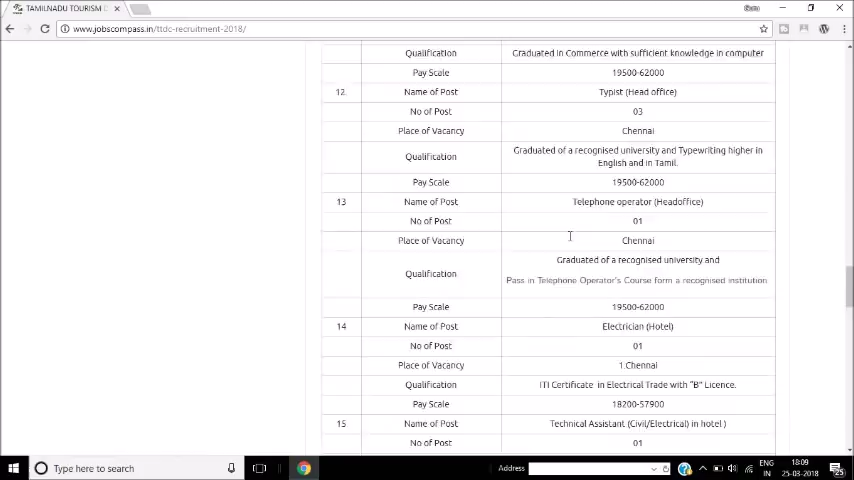 TAMILNADU TOURISM D
www.jobscompass.in/ttdc-recruitment-2018/
Qualification Graduated in Commerce with sufficient knowledge in computer
Pay Scale 19500-62000
12. Name of Post Typist (Head office)
No of Post 03
Place of Vacancy Chennai
Qualification Graduated of a recognised university and Typewriting higher in
English and in Tamil.
Pay Scale 19500-62000
13 Name of Post Telephone operator (Headoffice)
No of Post 01
Place of Vacancy Chennai
Qualification Graduated of a recognised university and
Pass in Telephone Operator's Course form a recognised institution
Pay Scale 19500-62000
14 Name of Post Electrician (Hotel)
No of Post 01
Place of Vacancy 1.Chennai
Qualification ITI Certificate in Electrical Trade with "B" Licence.
Pay Scale 18200-57900
15 Name of Post Technical Assistant (Civil/Electrical) in hotel )
No of Post 01
Type here to search
Address
ENG 18:09
IN 25-03-2018
25